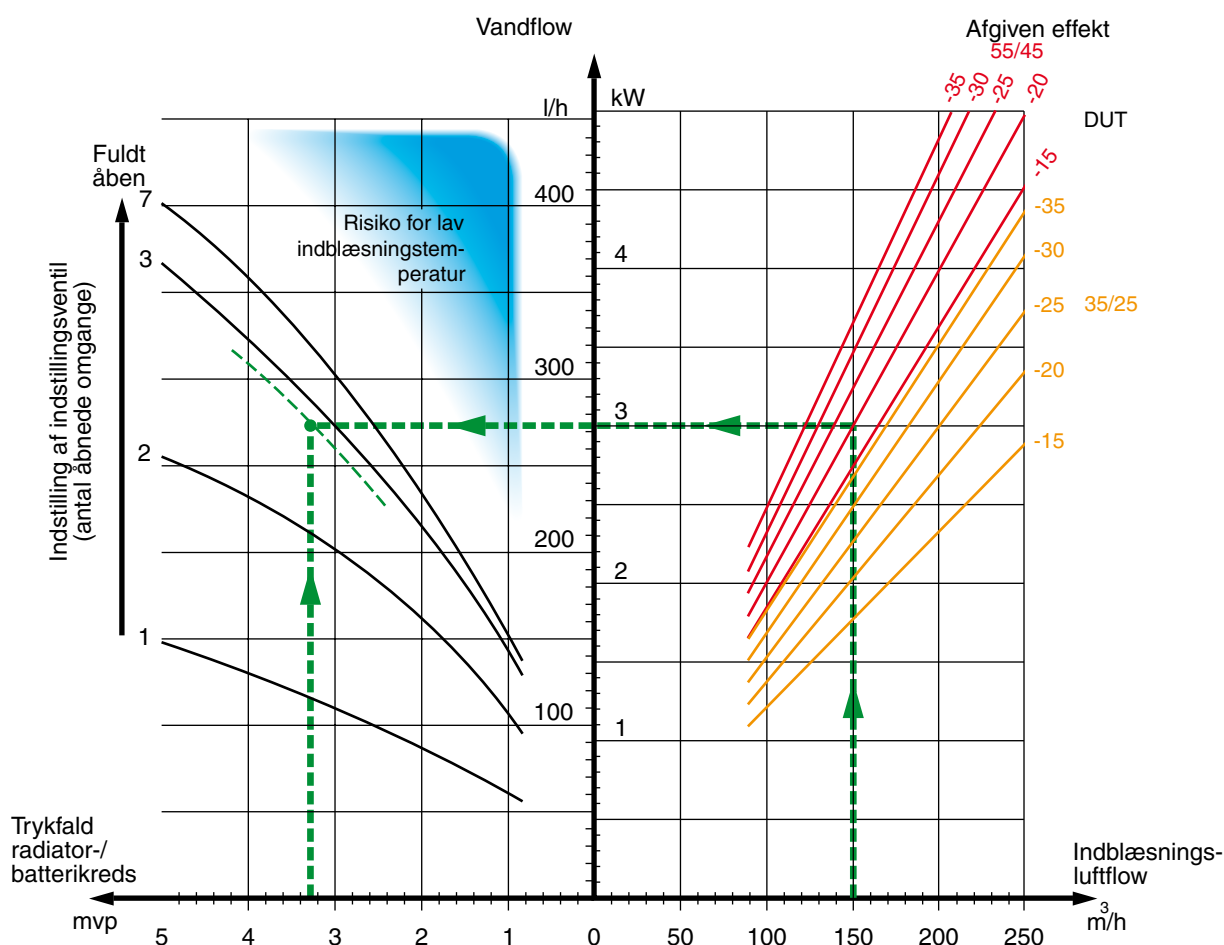 Vandflow
Afgiven effekt
55/45
-35 -30 -25 -20
l/h
kW
DUT
Fuldt
åben
-15
7
400
Risiko for lav
indblæsningstem-
peratur
-35
3
4
-30
-25
35/25
300
-20
3
2
-15
200
2
1
100
1
Indstilling af indstillingsventil
(antal åbnede omgange)
Trykfald
radiator-/
batterikreds
Indblæsnings-
luftflow
mvp
m³/h
5 4 3 2 1 0 50 100 150 200 250